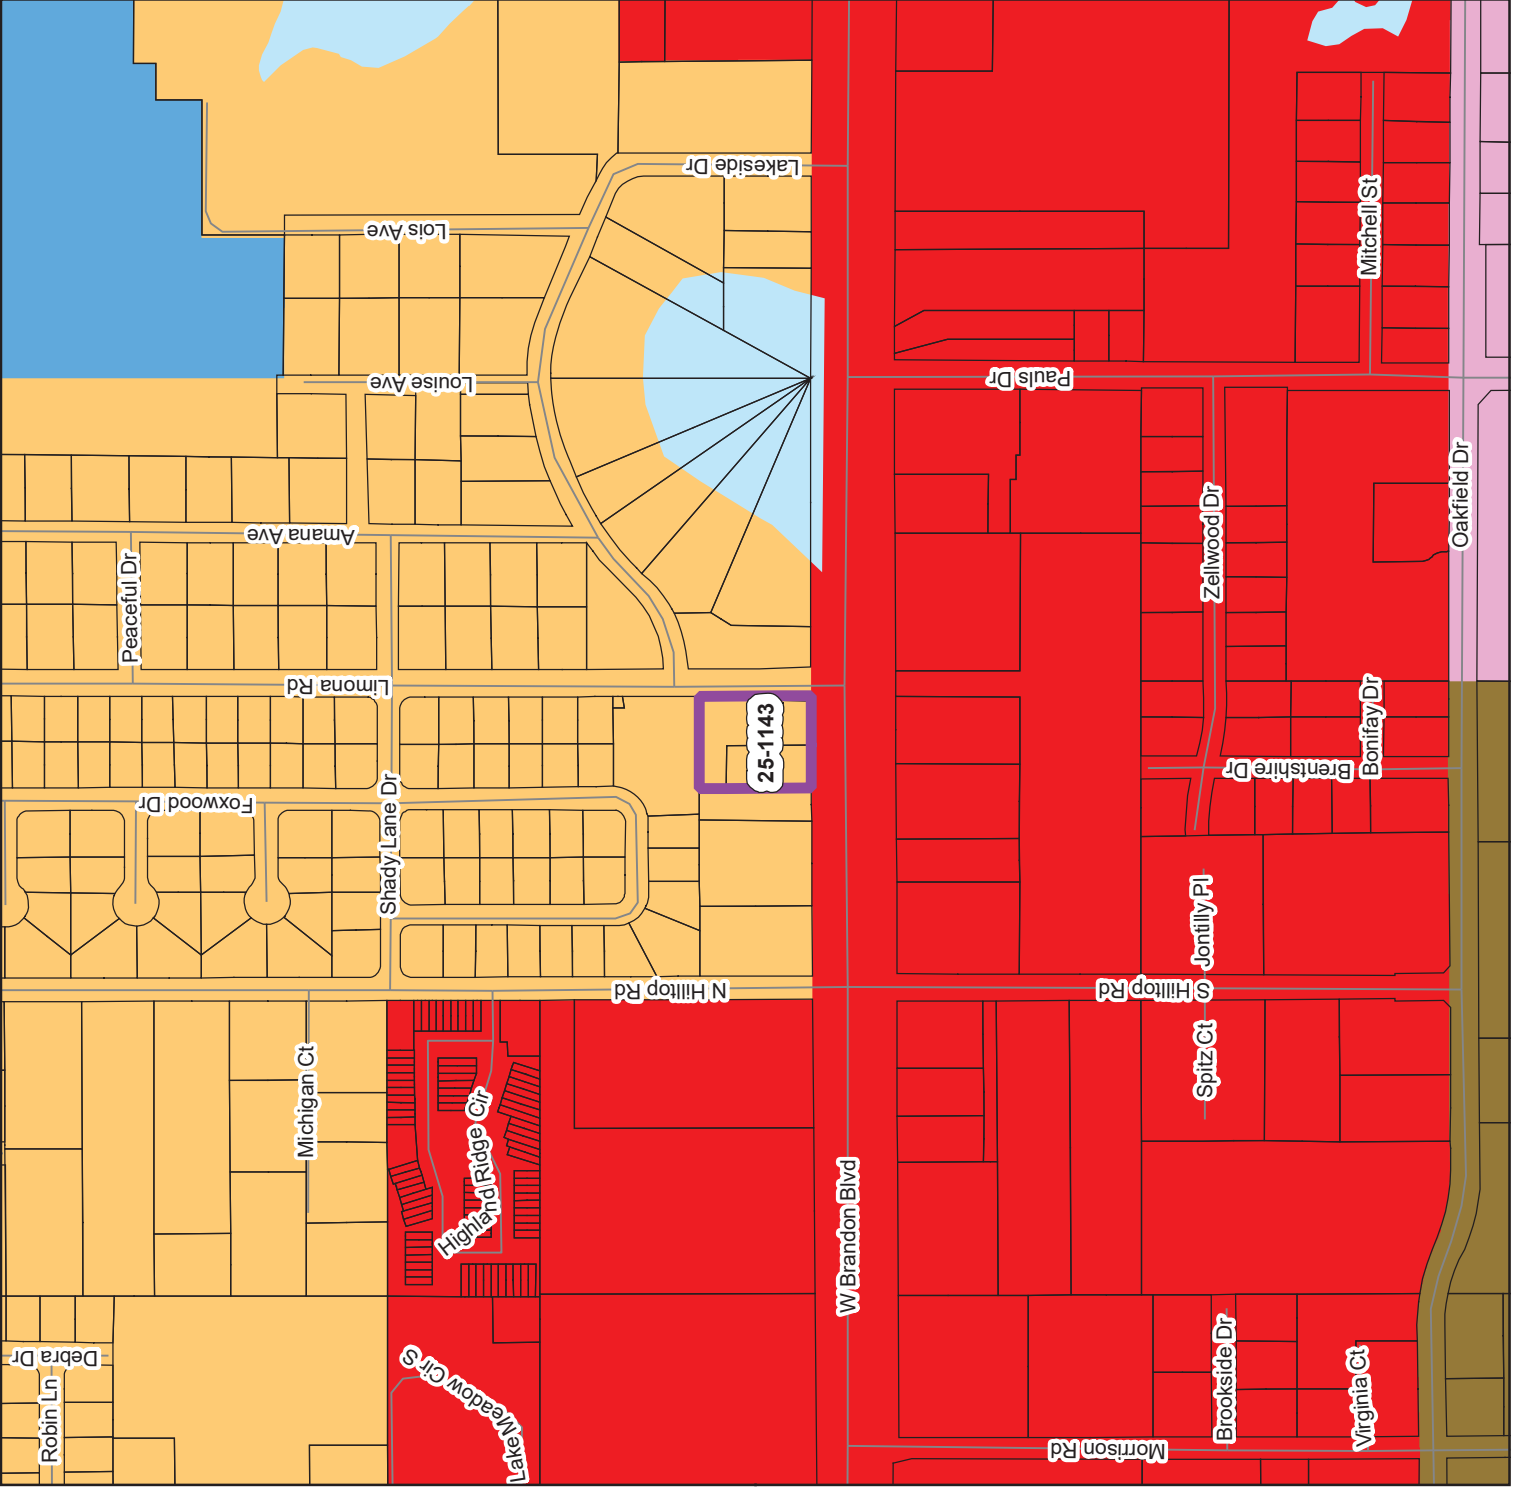 Lakeside Dr
Mitchell St
Lois Ave
Pauls Dr
Louise Ave
Oakfield Dr
Amana Ave
Zellwood Dr
Peaceful Dr
Limona Rd
25-1143
Bonifay Dr
Brentshire Dr
Foxwood Dr
Shady Lane Dr
Jontilly Pl
N Hilltop Rd
S Hilltop Rd
Spitz Ct
Michigan Ct
Highland Ridge Cir
W Brandon Blvd
Debra Dr
Lake Meadow Cir S
Brookside Dr
Virginia Ct
Robin Ln
Morrison Rd